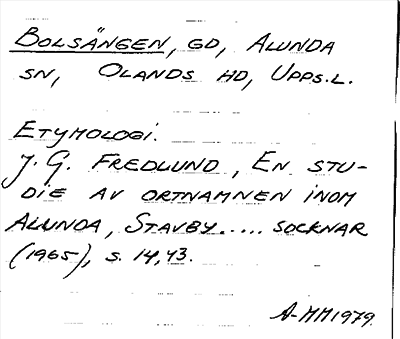 BOLSÄNGEN, GD, ALUNDA
SN, OLANDS HD, UPPS.L.
ETYMOLOGI.
J. G. FREDLUND, EN STU-
DIE AV ORTNAMNEN INOM
ALUNDA, STAVBY..... SOCKNAR
(1965), S. 14,43.
A-MM1979.